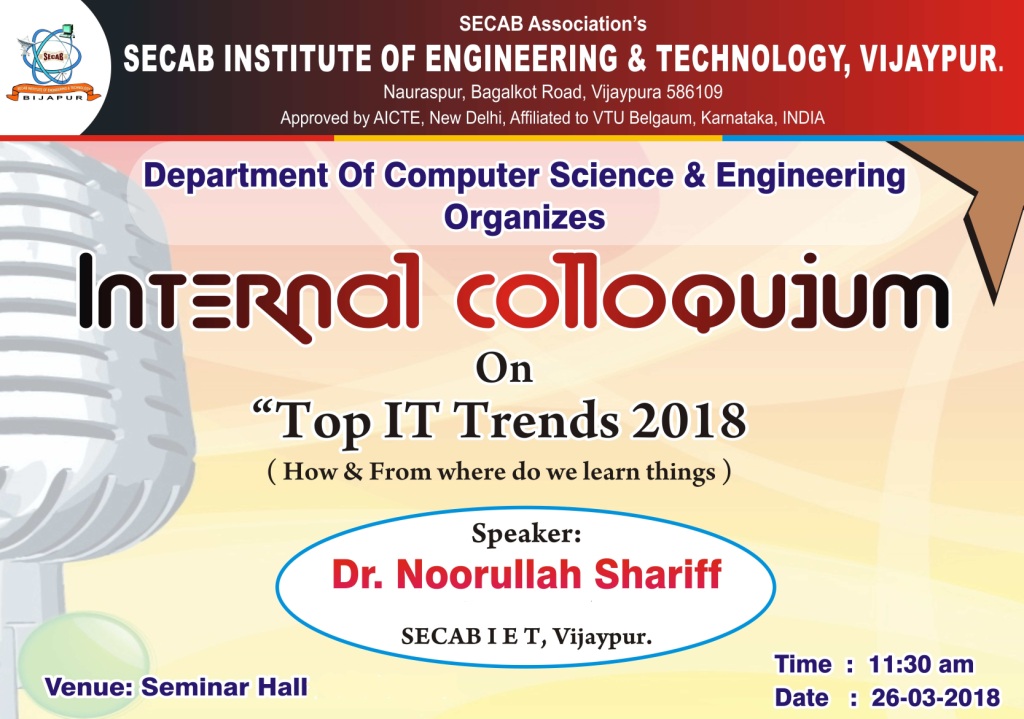 SECAB Association's
SECAB INSTITUTE OF ENGINEERING & TECHNOLOGY, VIJAYPUR.
Nauraspur, Bagalkot Road, Vijaypura 586109
Approved by AICTE, New Delhi, Affiliated to VTU Belgaum, Karnataka, INDIA
SECAB
BIJAPUR
Department Of Computer Science & Engineering
Organizes
Internal colloquium
On
“Top IT Trends 2018
( How & From where do we learn things )
Speaker:
Dr. Noorullah Shariff
SECAB I E T, Vijaypur.
Venue: Seminar Hall
Time : 11:30 am
Date : 26-03-2018